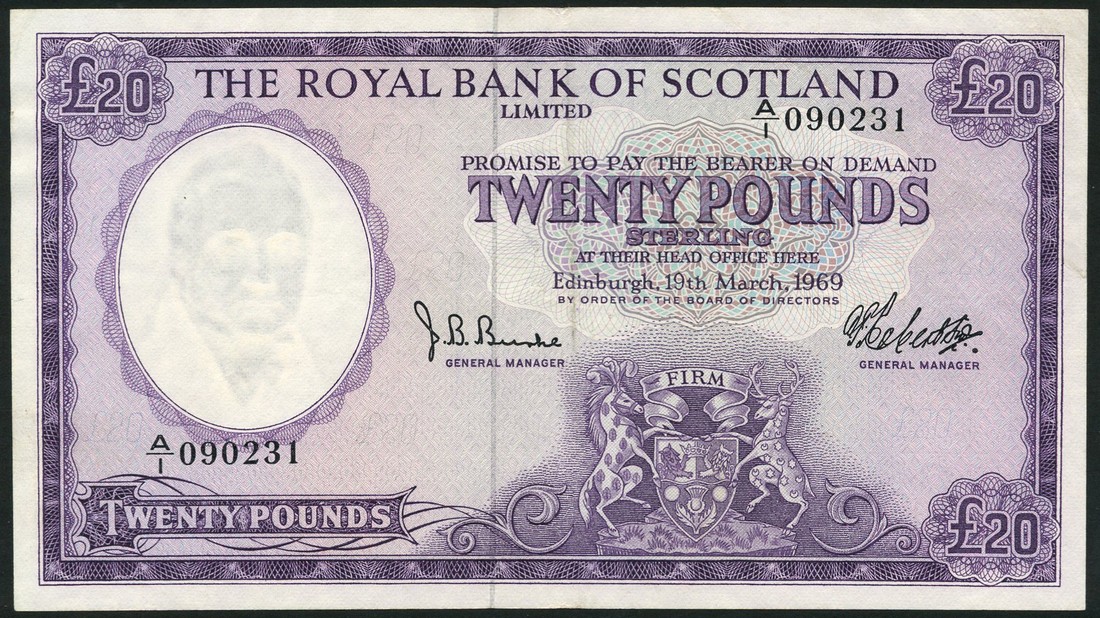 £20
£20
THE ROYAL BANK OF SCOTLAND
LIMITED
A/1 090231
PROMISE TO PAY THE BEARER ON DEMAND
TWENTY POUNDS
STERLING
AT THEIR HEAD OFFICE HERE
Edinburgh, 19th March, 1969
BY ORDER OF THE BOARD OF DIRECTORS
J. B. Burke
GENERAL MANAGER
GENERAL MANAGER
FIRM
A/1 090231
TWENTY POUNDS
£20